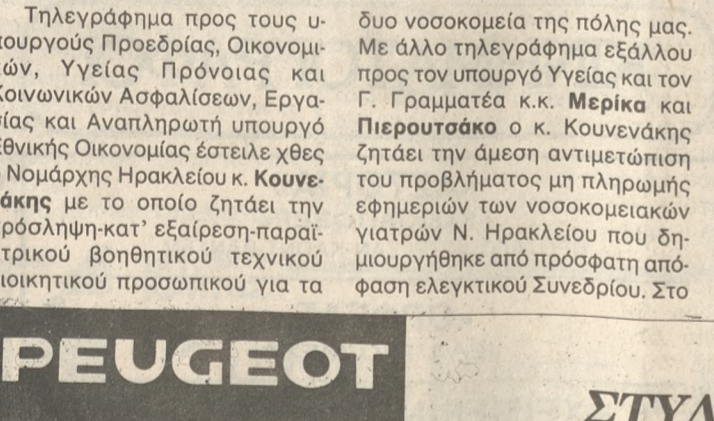 Τηλεγράφημα προς τους υ-
πουργούς Προεδρίας, Οικονομι-
κών, Υγείας Πρόνοιας και
Κοινωνικών Ασφαλίσεων, Εργα-
σίας και Αναπληρωτή υπουργό
Εθνικής Οικονομίας έστειλε χθες
Νομάρχης Ηρακλείου κ. Κουνε-
νάκης με το οποίο ζητάει την
πρόσληψη-κατ' εξαίρεση-παραϊ-
ατρικού βοηθητικού τεχνικού
διοικητικού προσωπικού για τα
δυο νοσοκομεία της πόλης μας.
Με άλλο τηλεγράφημα εξάλλου
προς τον υπουργό Υγείας και τον
Γ. Γραμματέα κ.κ. Μερίκα και
Πιερουτσάκο ο κ. Κουνενάκης
ζητάει την άμεση αντιμετώπιση
του προβλήματος μη πληρωμής
εφημεριών των νοσοκομειακών
γιατρών Ν. Ηρακλείου που δη-
μιουργήθηκε από πρόσφατη από-
φαση ελεγκτικού Συνεδρίου. Στο
PEUGEOT
ΣΤΥΛ